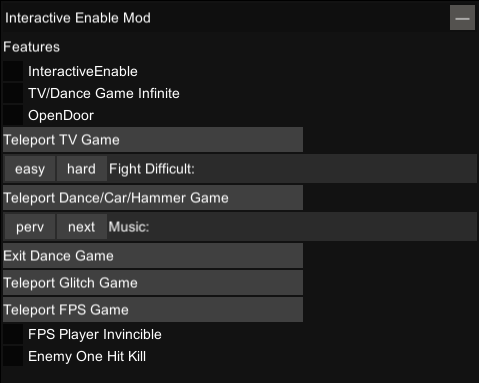 Interactive Enable Mod
Features
InteractiveEnable
TV/Dance Game Infinite
OpenDoor
Teleport TV Game
easy hard Fight Difficult:
Teleport Dance/Car/Hammer Game
perv next Music:
Exit Dance Game
Teleport Glitch Game
Teleport FPS Game
FPS Player Invincible
Enemy One Hit Kill